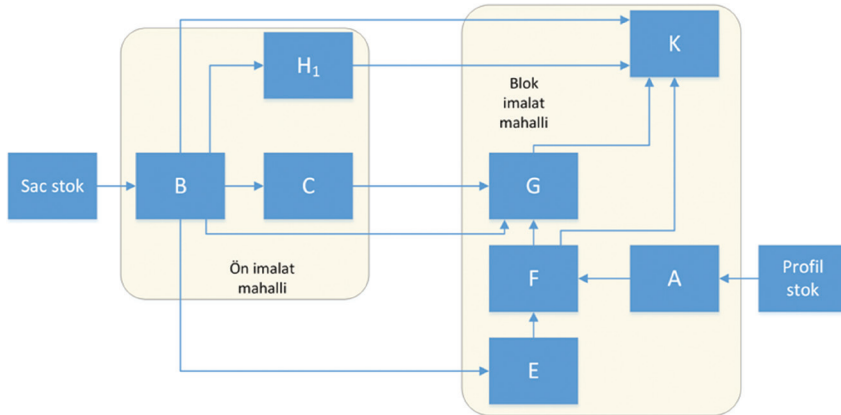 K
H1
Blok
imalat
mahalli
Sac stok
B
C
G
Ön imalat
mahalli
F
A
Profil
stok
E